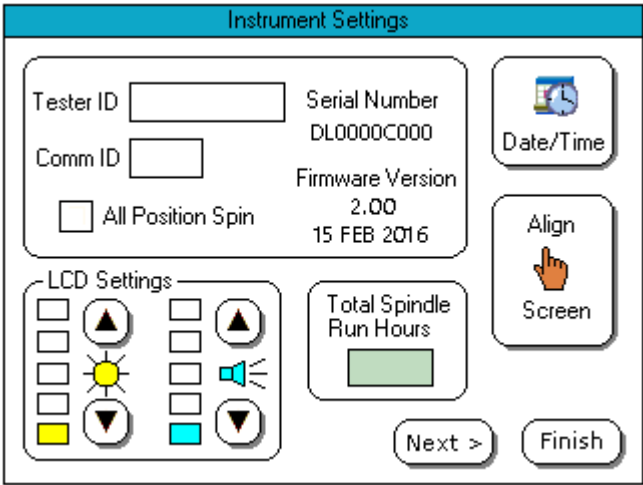 Instrument Settings
Tester ID
Serial Number
DL0000C000
Comm ID
Firmware Version
2.00
15 FEB 2016
All Position Spin
Date/Time
Align
Screen
LCD Settings
Total Spindle
Run Hours
Next >
Finish